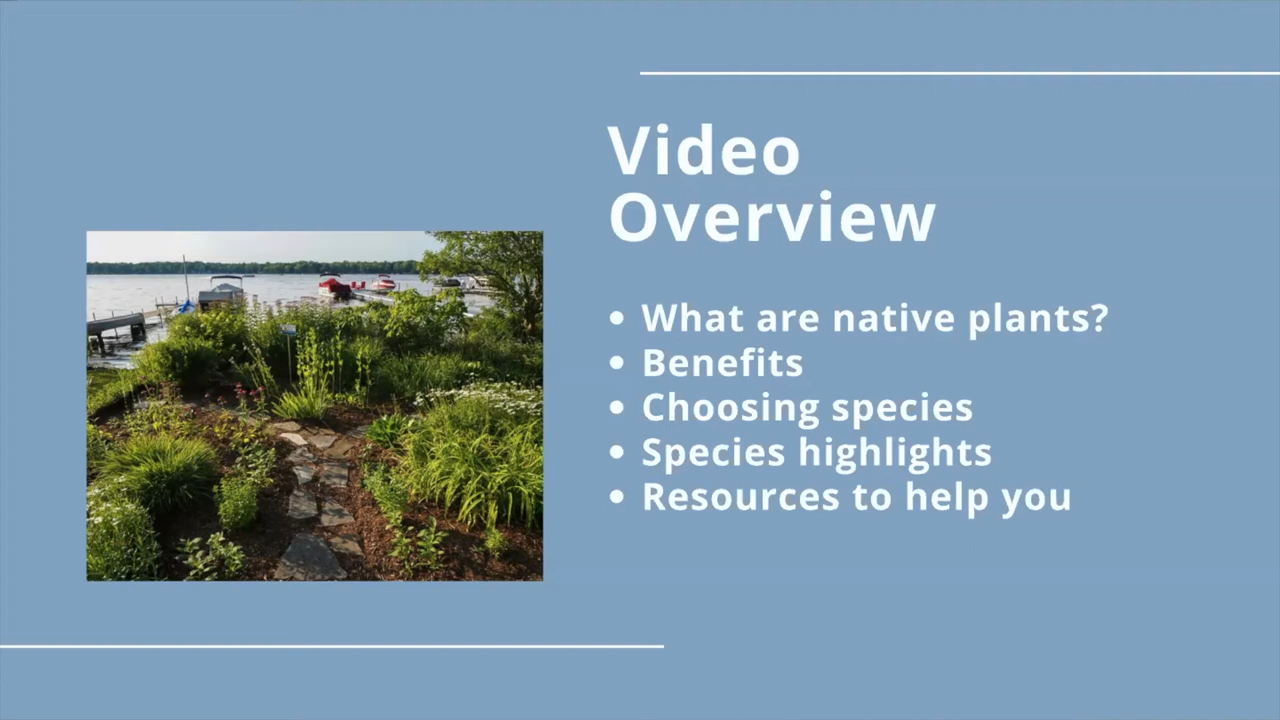 Video
Overview
• What are native plants?
• Benefits
• Choosing species
• Species highlights
• Resources to help you